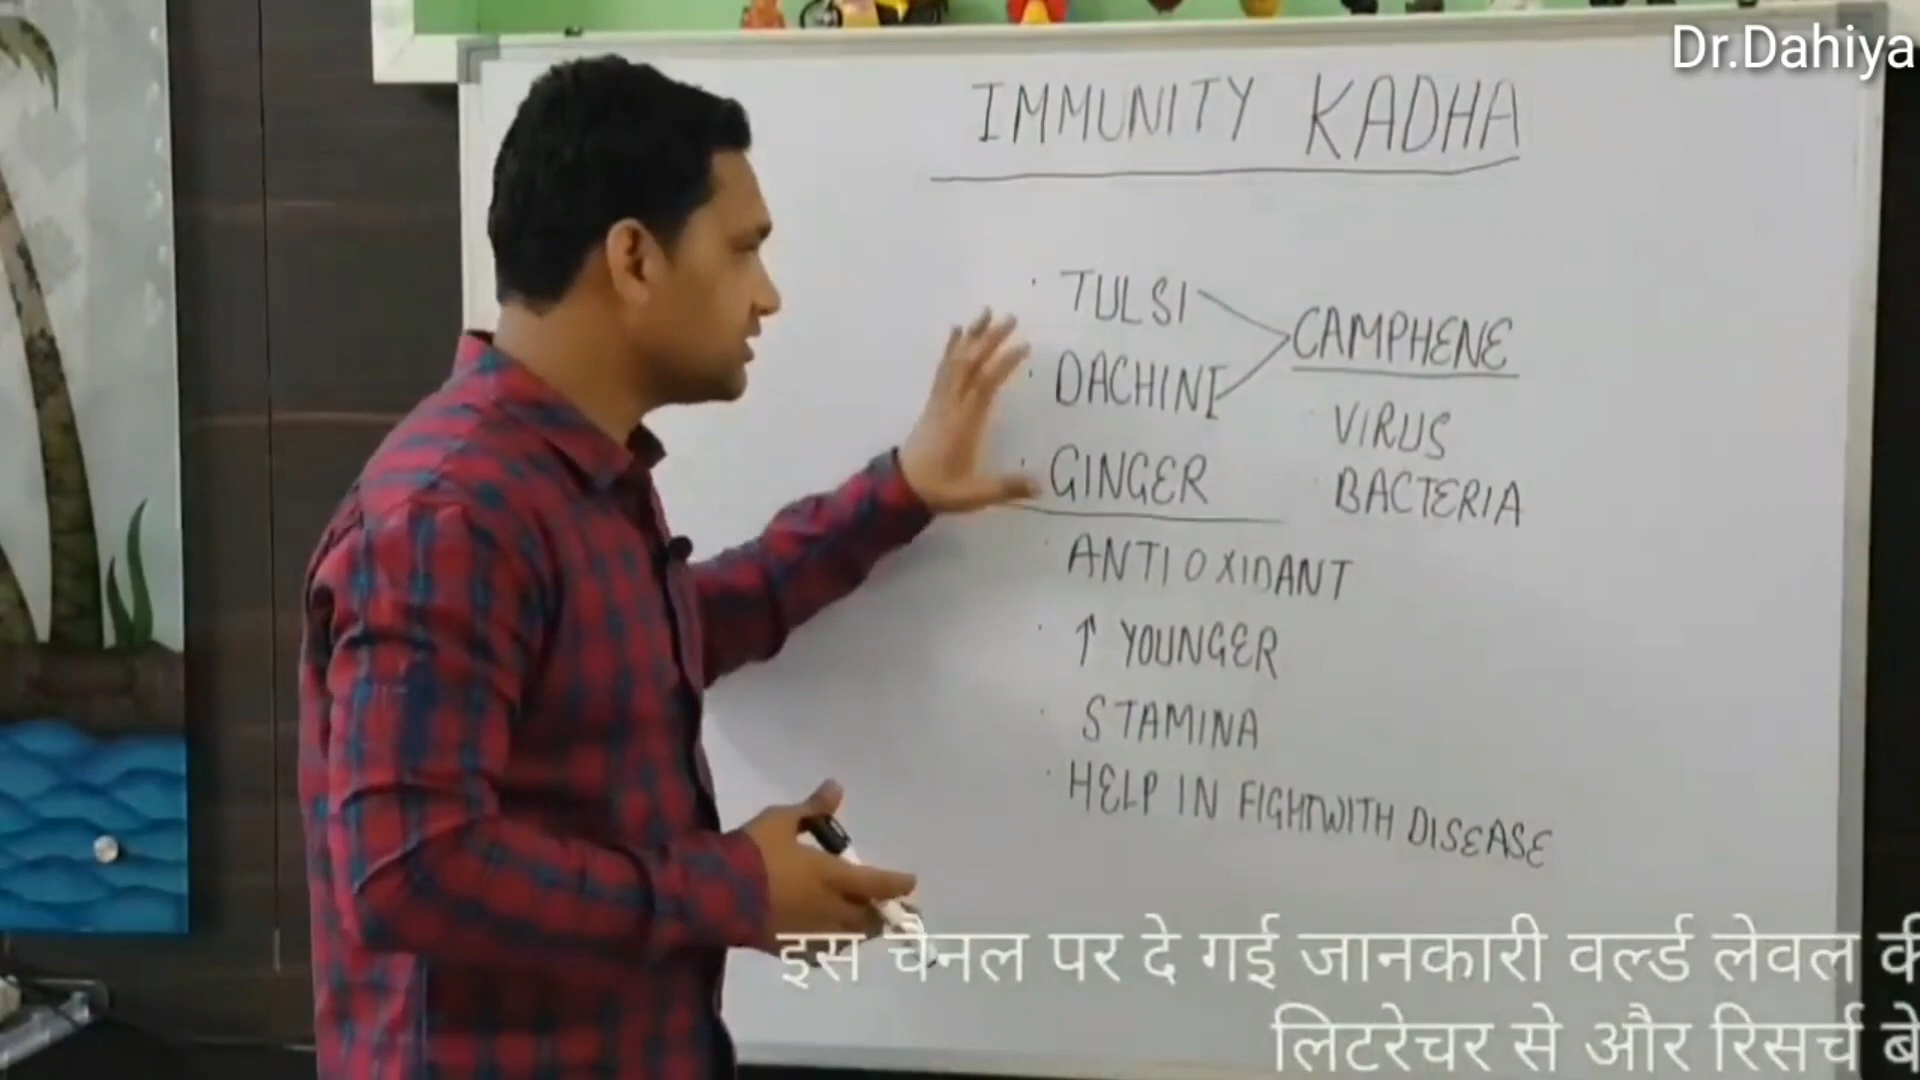 Dr.Dahiya
IMMUNITY KADHA
TULSI
DACHINI
CAMPHENE
VIRUS
BACTERIA
GINGER
ANTIOXIDANT
↑ YOUNGER
STAMINA
HELP IN FIGHTWITH DISEASE
इस चैनल पर दे गई जानकारी वर्ल्ड लेवल
लिटरेचर से और रिसर्च